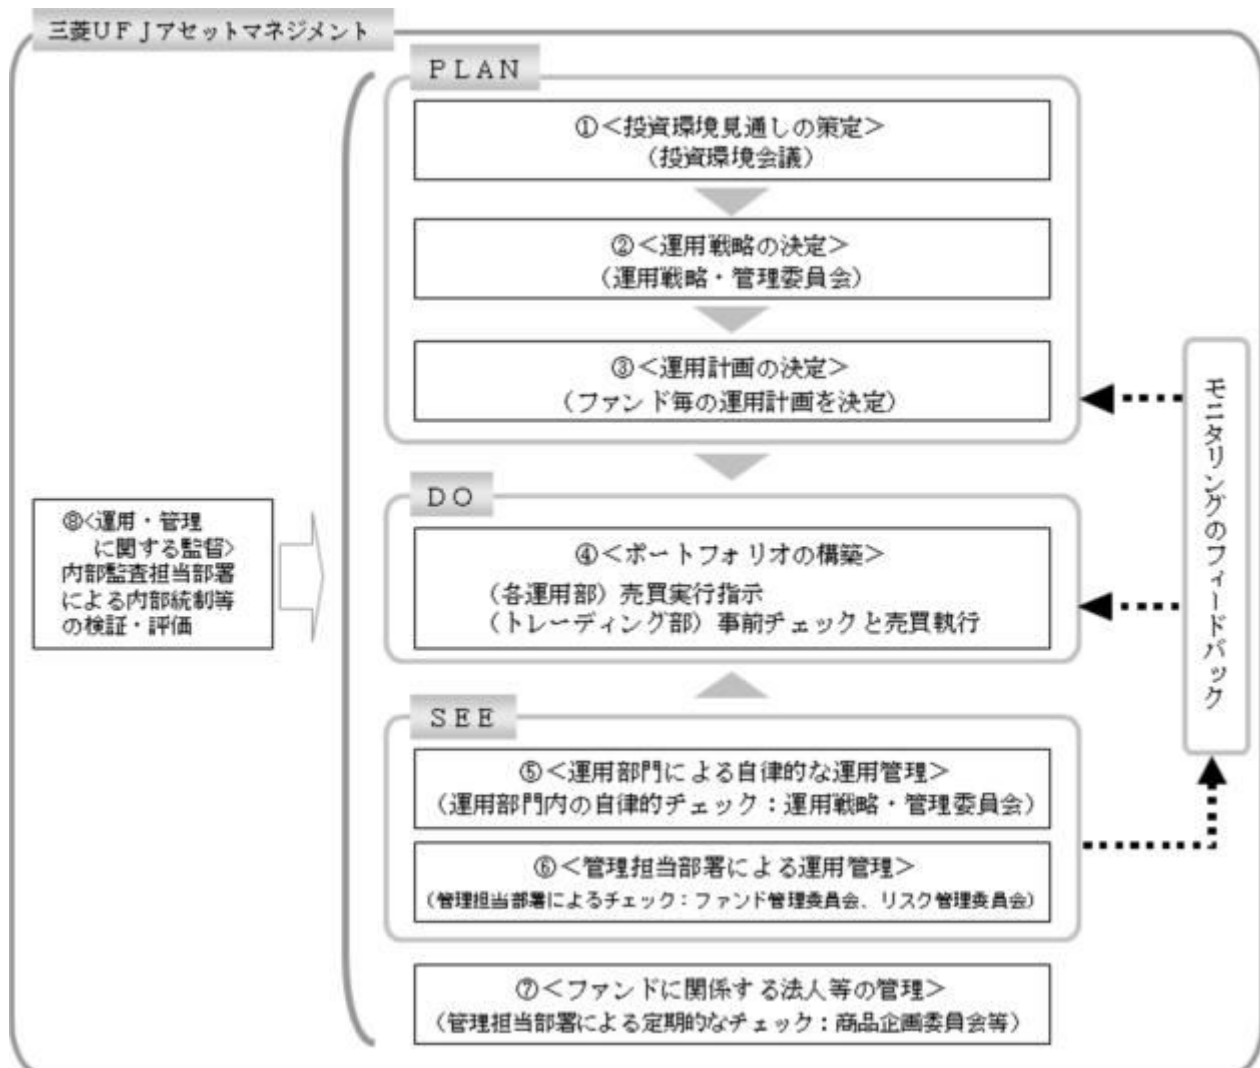 三菱UFJアセットマネジメント
PLAN
①<投資環境見通しの策定>
(投資環境会議)
②<運用戦略の決定>
(運用戦略・管理委員会)
③<運用計画の決定>
(ファンド毎の運用計画を決定)
DO
④<ポートフォリオの構築>
(各運用部)売買実行指示
(トレーディング部)事前チェックと売買執行
SEE
⑤<運用部門による自律的な運用管理>
(運用部門内の自律的チェック:運用戦略・管理委員会)
⑥<管理担当部署による運用管理>
(管理担当部署によるチェック:ファンド管理委員会、リスク管理委員会)
⑦<ファンドに関係する法人等の管理>
(管理担当部署による定期的なチェック:商品企画委員会等)
⑧<運用・管理
に関する監督>
内部監査担当部署
による内部統制等
の検証・評価
モニタリングのフィードバック